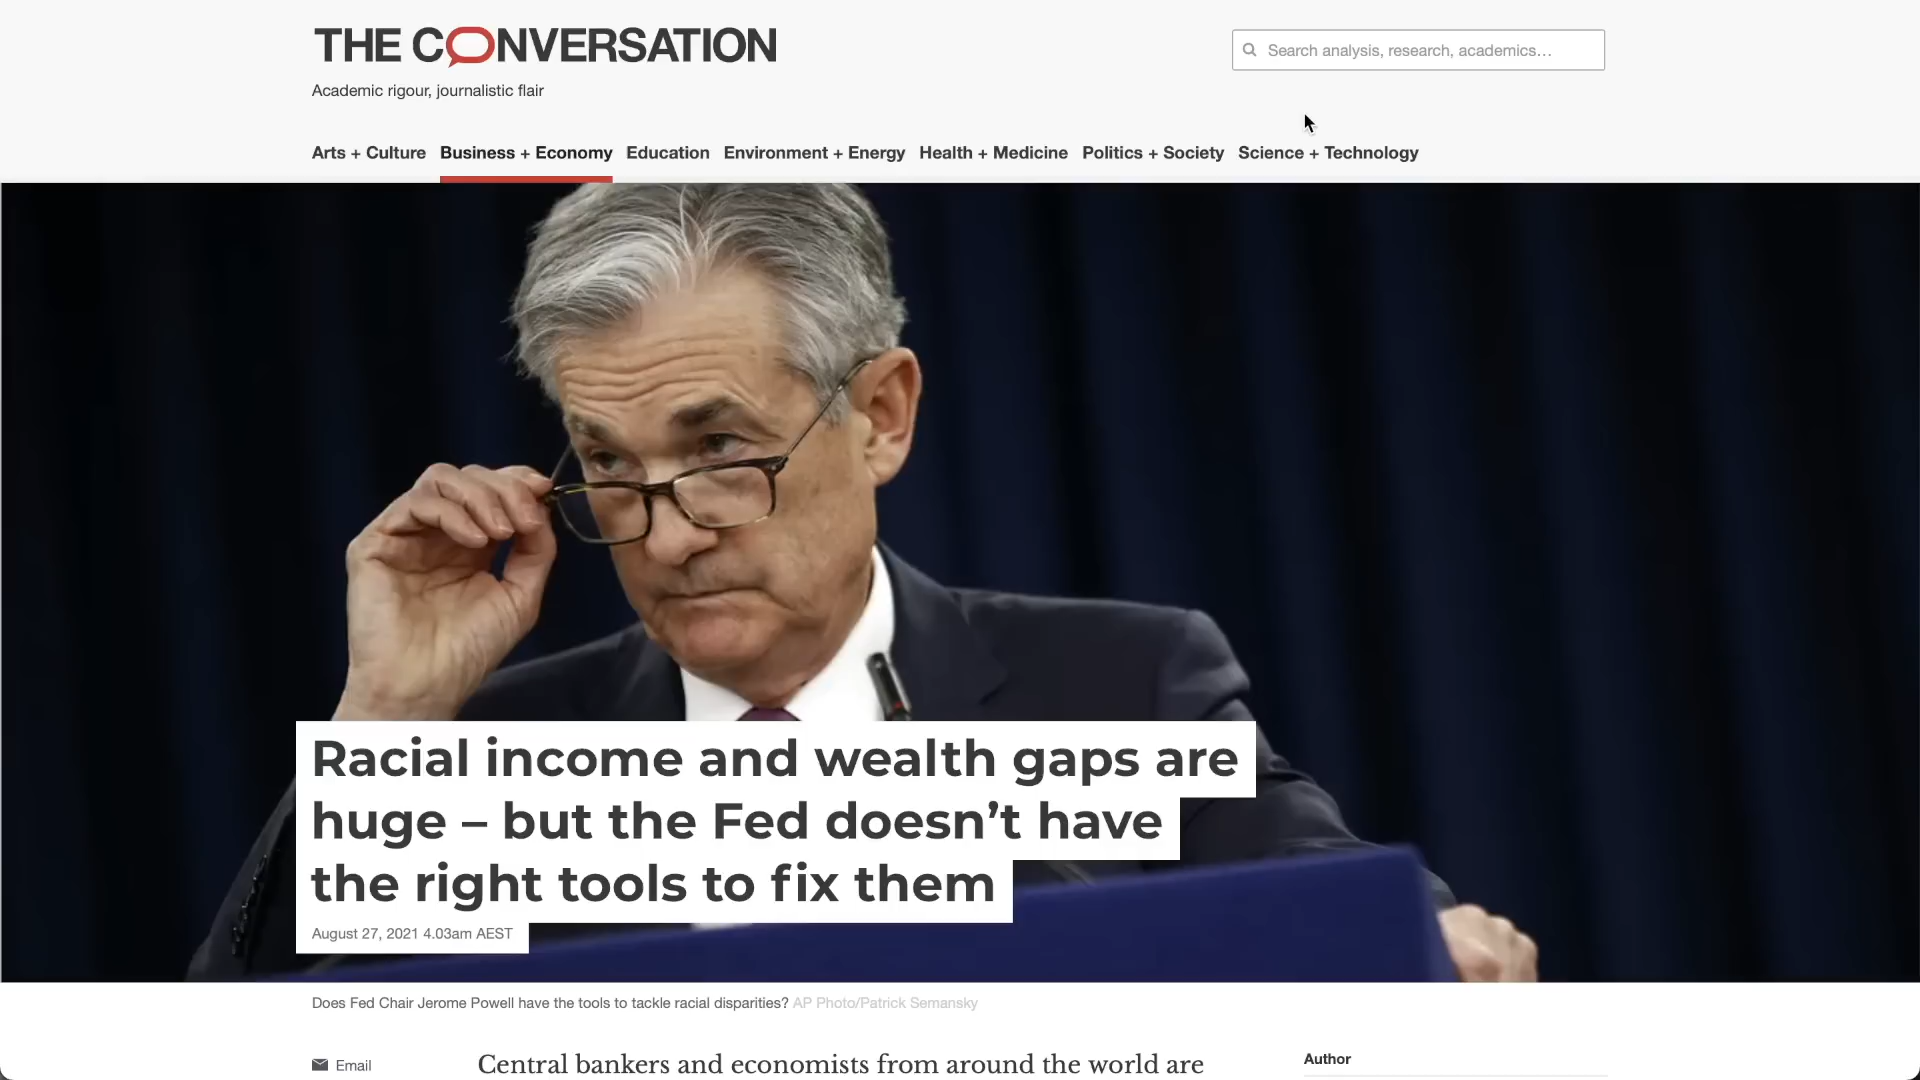 THE CONVERSATION
Search analysis, research, academics...
Academic rigour, journalistic flair
Arts + Culture Business + Economy Education Environment + Energy Health + Medicine Politics + Society Science + Technology
Racial income and wealth gaps are
huge – but the Fed doesn’t have
the right tools to fix them
August 27, 2021 4.03am AEST
Does Fed Chair Jerome Powell have the tools to tackle racial disparities? AP Photo/Patrick Semansky
Email
Central bankers and economists from around the world are
Author